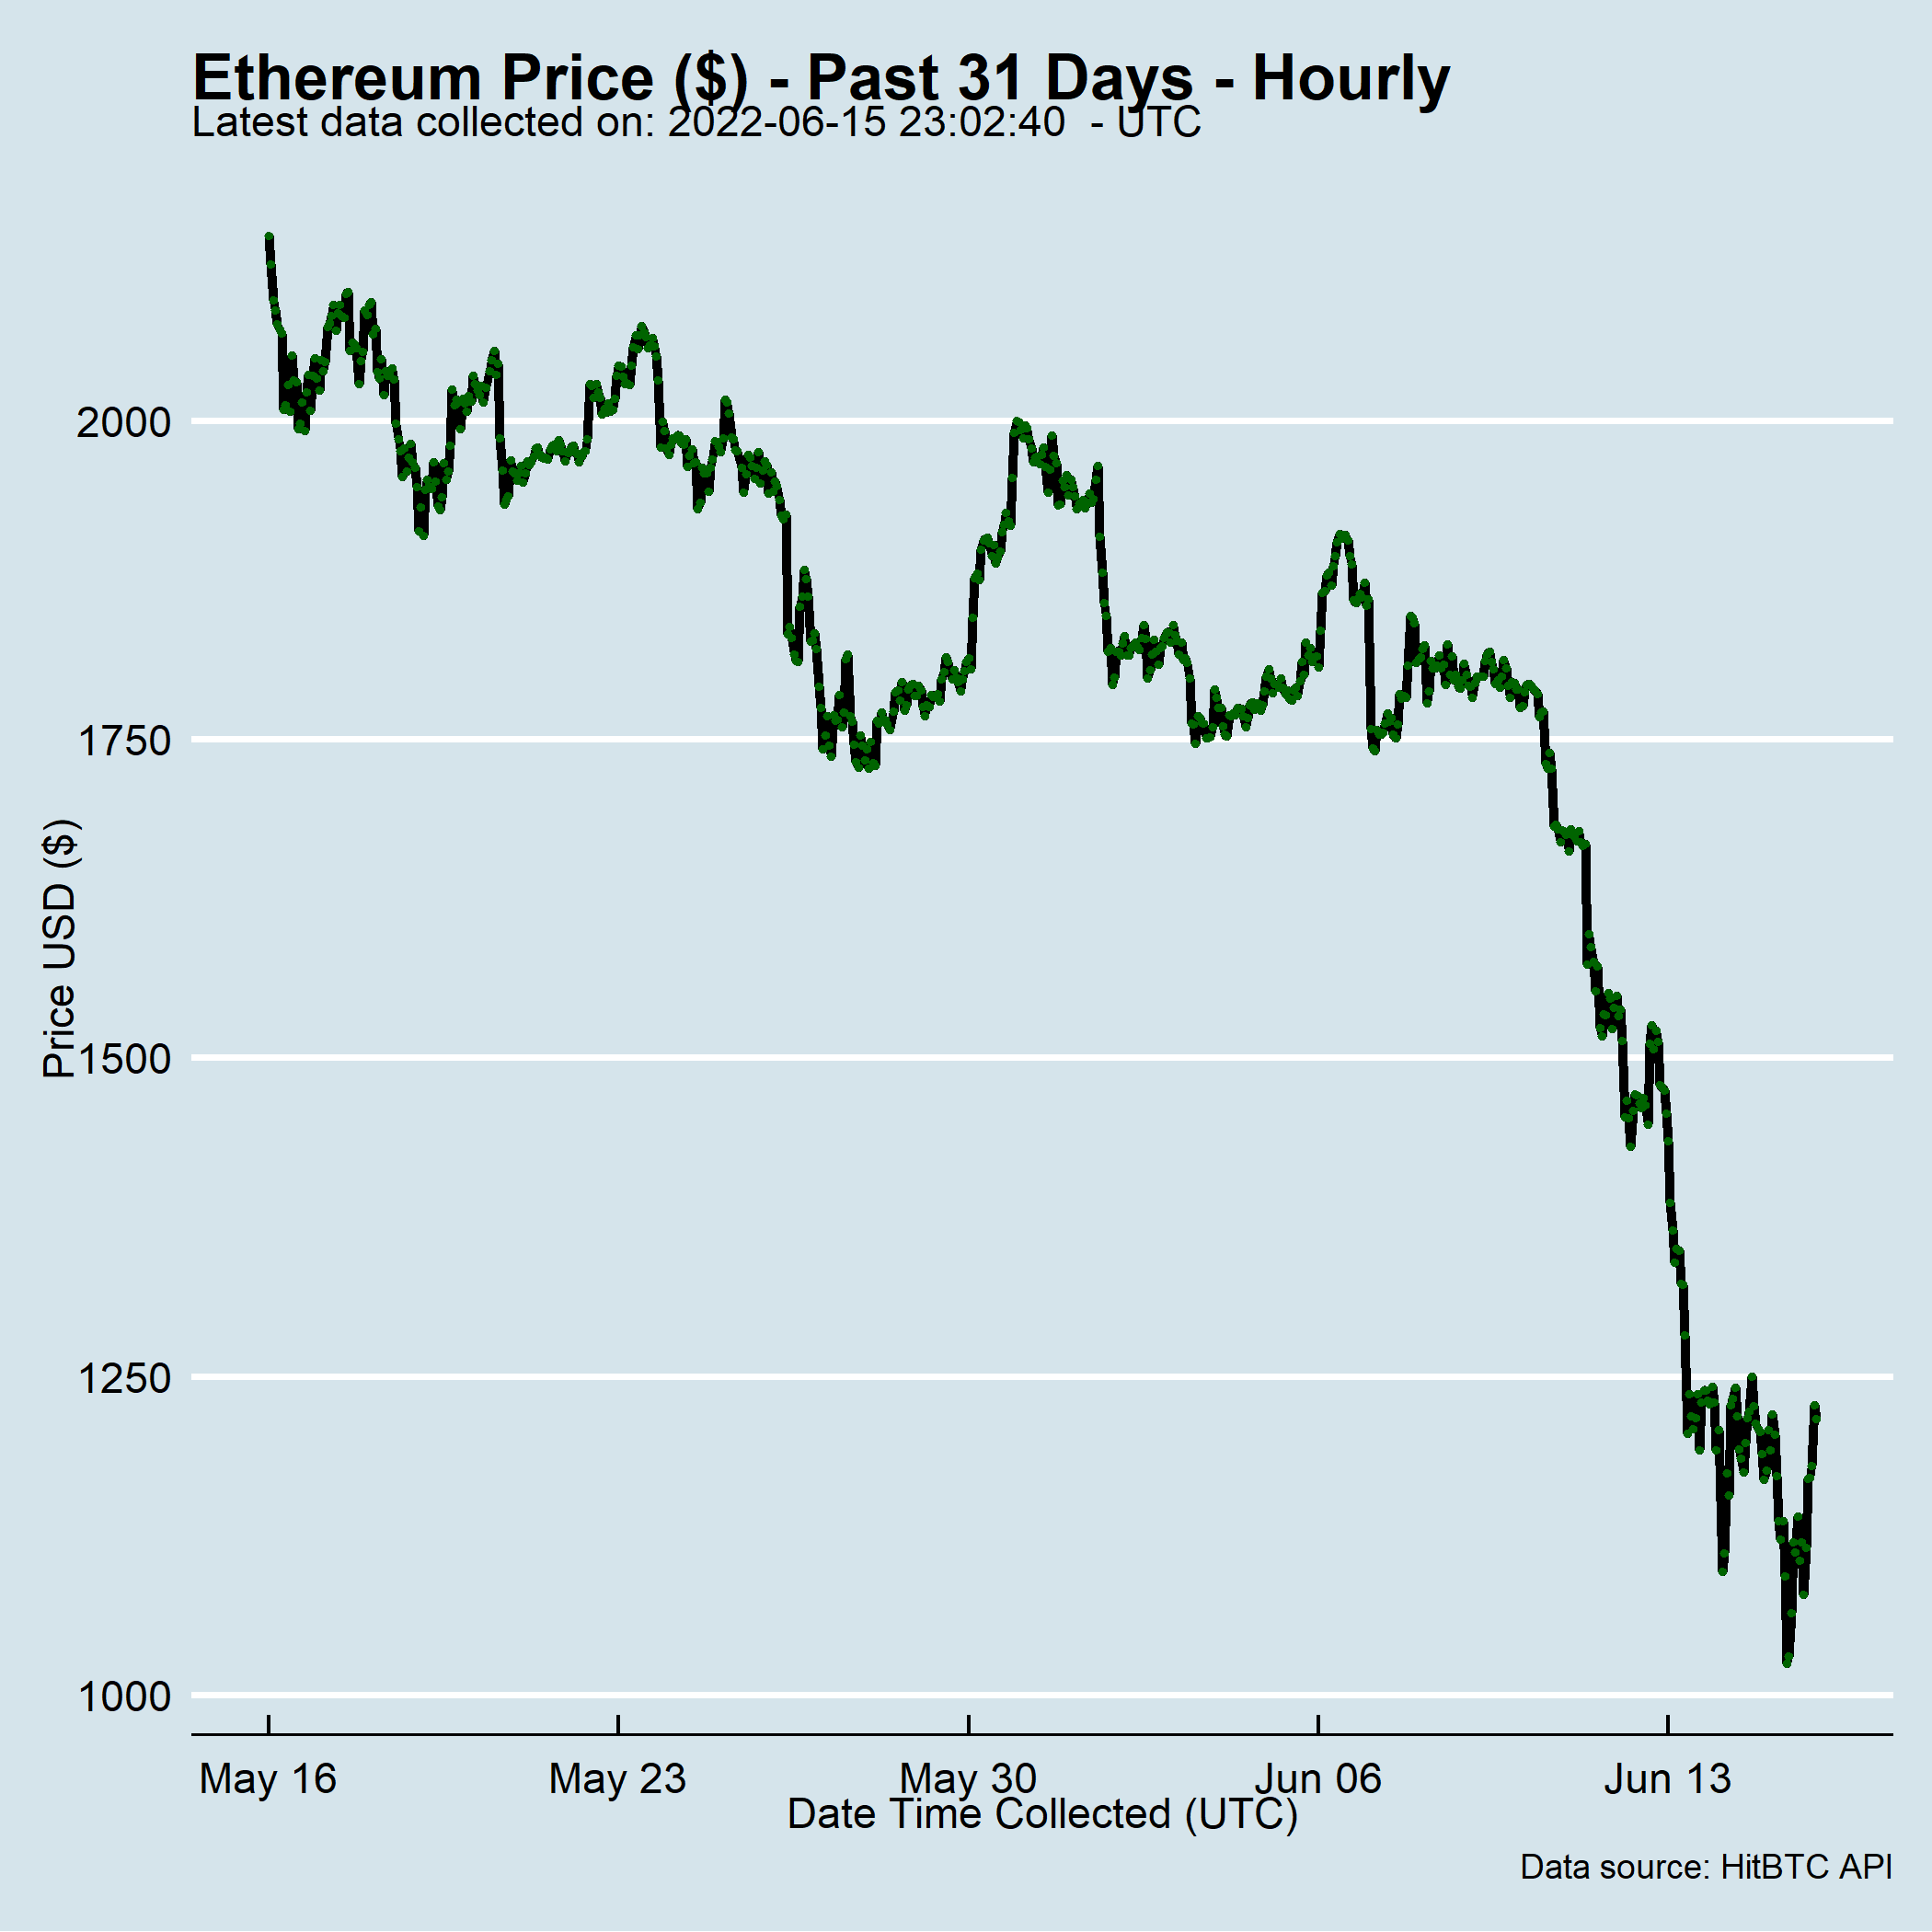 Ethereum Price ($) - Past 31 Days - Hourly
Latest data collected on: 2022-06-15 23:02:40  - UTC
Price USD ($)
2000
1750
1500
1250
1000
May 16 May 23 May 30 Jun 06 Jun 13
Date Time Collected (UTC)
Data source: HitBTC API